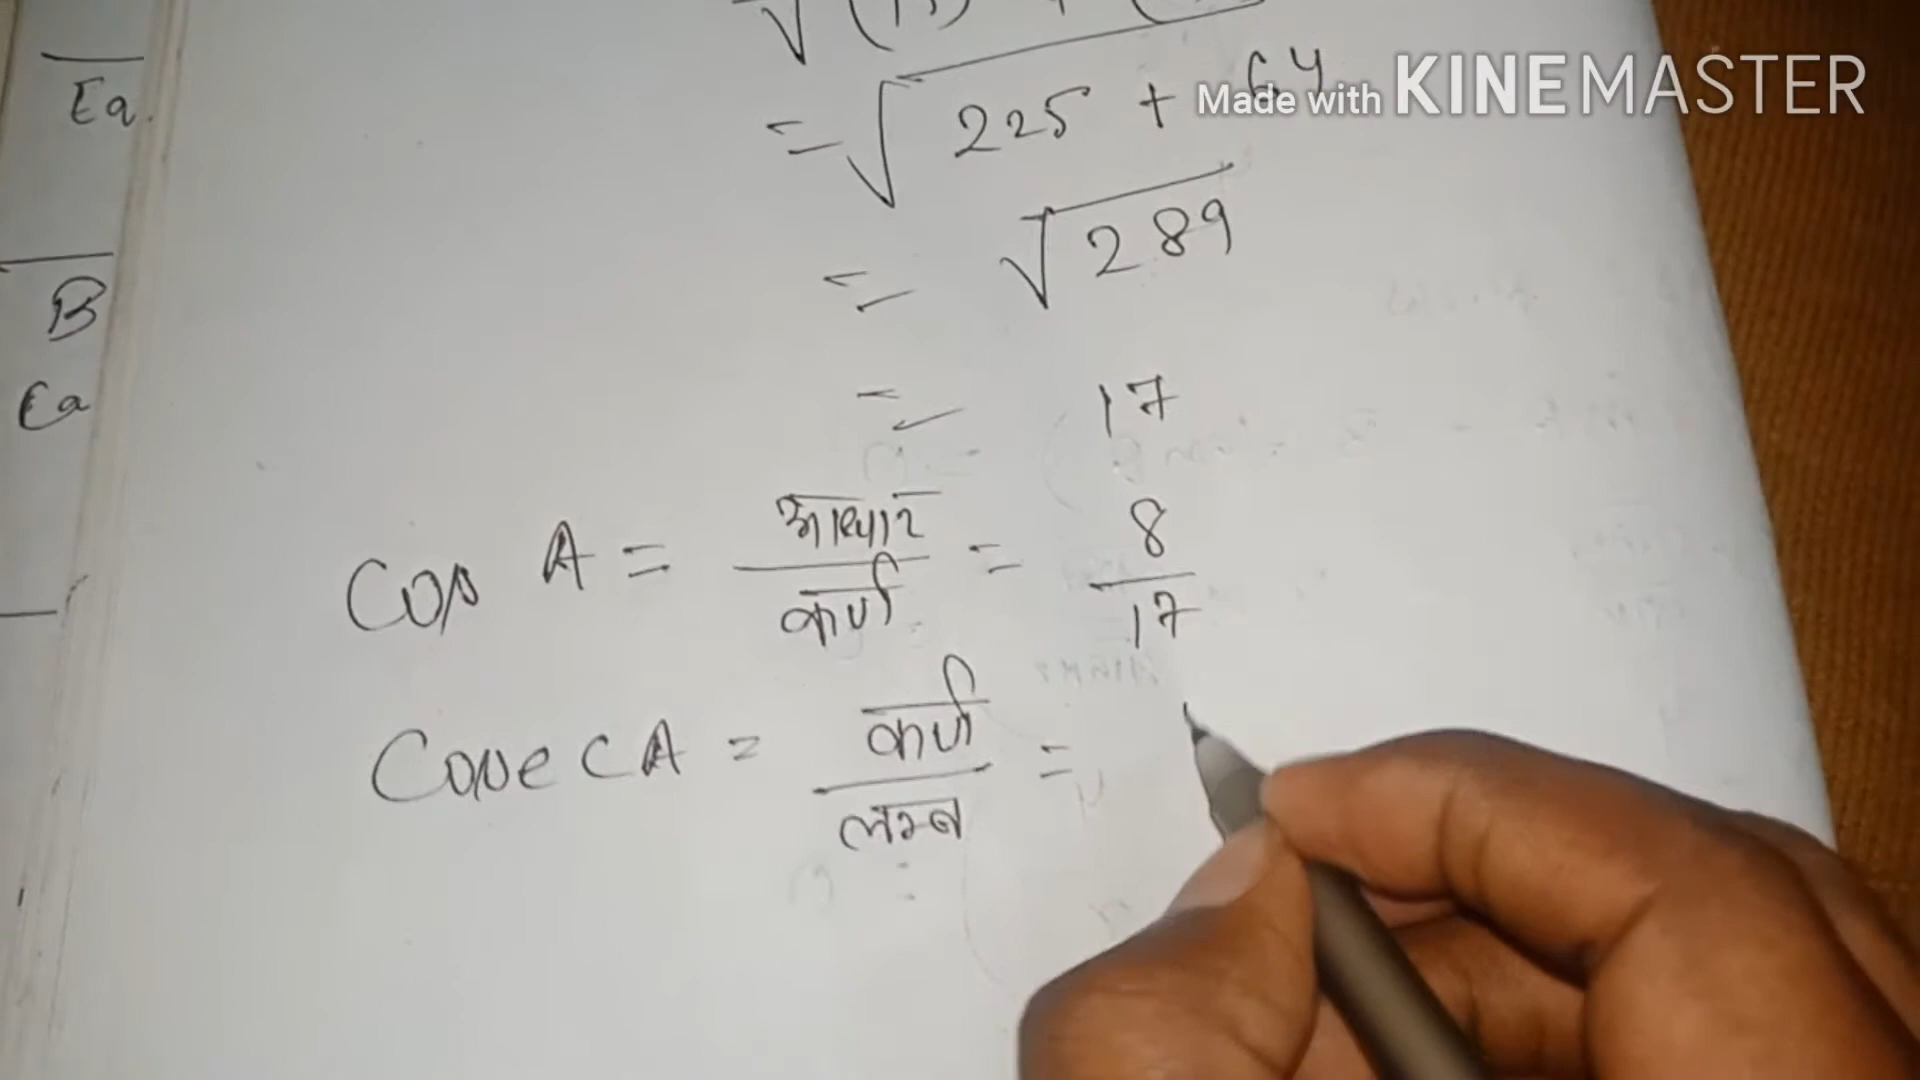 = √225 + 64
Made with KINEMASTER
= √289
= 17
Cos A = आधार / कर्ण = 8 / 17
Cosec A = कर्ण / लम्ब =
Ea.
B
Ea